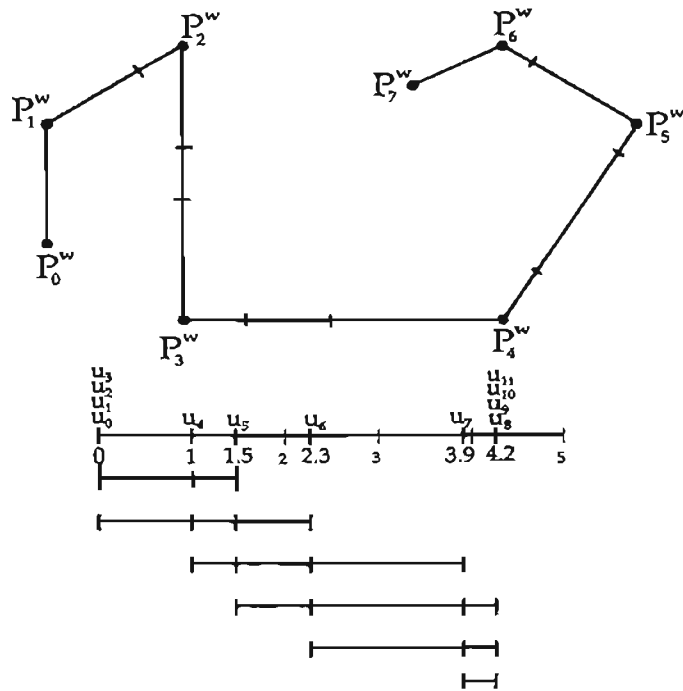 P₂ʷ
P₆ʷ
P₇ʷ
P₁ʷ
P₅ʷ
P₀ʷ
P₃ʷ
P₄ʷ
u₃
u₂
u₁
u₀
u₄
u₅
u₆
u₇
u₁₁
u₁₀
u₉
u₈
0 1 1.5 2 2.3 3 3.9 4.2 5